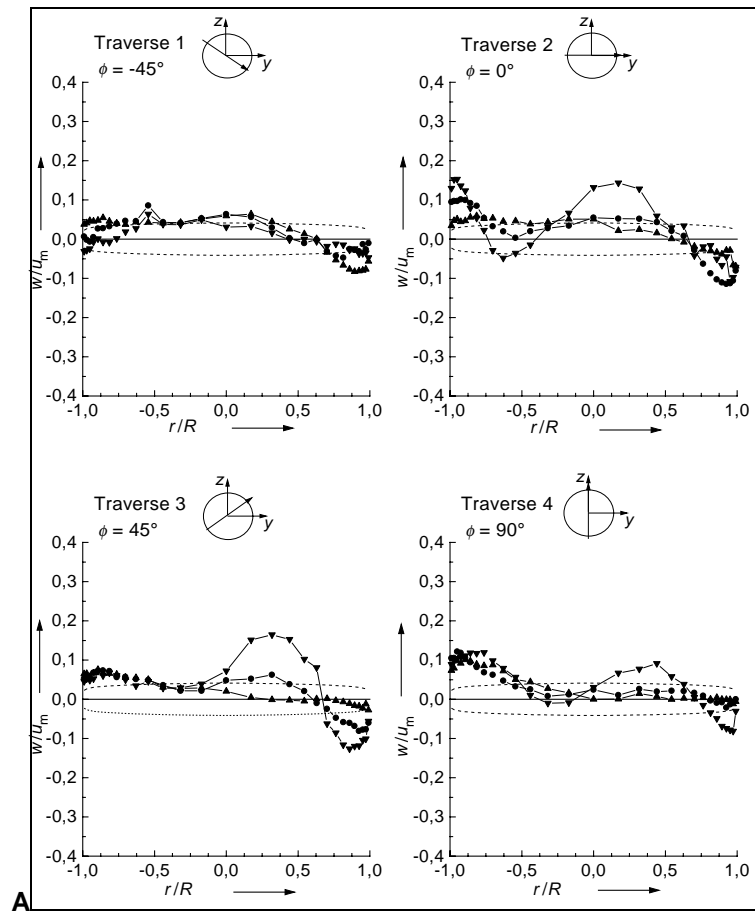 z
Traverse 1
y
ϕ = -45°
0,4
0,3
0,2
0,1
0,0
-0,1
-0,2
-0,3
-0,4
w/uₘ
-1,0 -0,5 0,0 0,5 1,0
r/R
z
Traverse 2
y
ϕ = 0°
0,4
0,3
0,2
0,1
0,0
-0,1
-0,2
-0,3
-0,4
w/uₘ
-1,0 -0,5 0,0 0,5 1,0
r/R
z
Traverse 3
y
ϕ = 45°
0,4
0,3
0,2
0,1
0,0
-0,1
-0,2
-0,3
-0,4
w/uₘ
-1,0 -0,5 0,0 0,5 1,0
r/R
z
Traverse 4
y
ϕ = 90°
0,4
0,3
0,2
0,1
0,0
-0,1
-0,2
-0,3
-0,4
w/uₘ
-1,0 -0,5 0,0 0,5 1,0
r/R
A